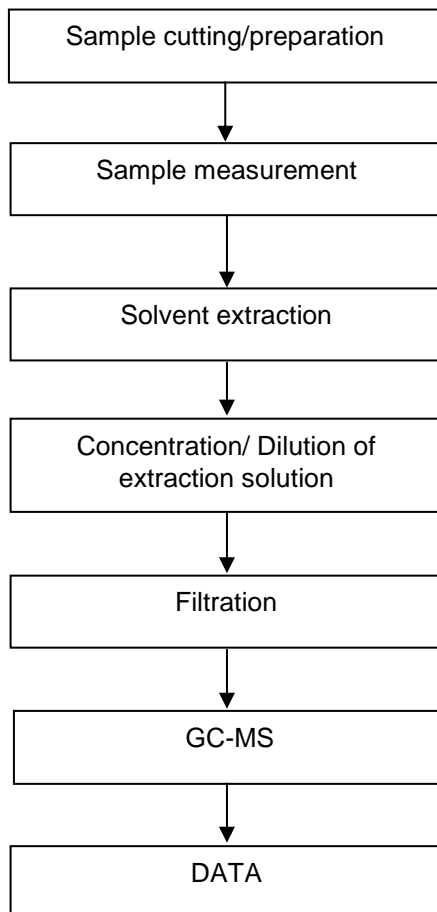 Sample cutting/preparation
Sample measurement
Solvent extraction
Concentration/ Dilution of
extraction solution
Filtration
GC-MS
DATA